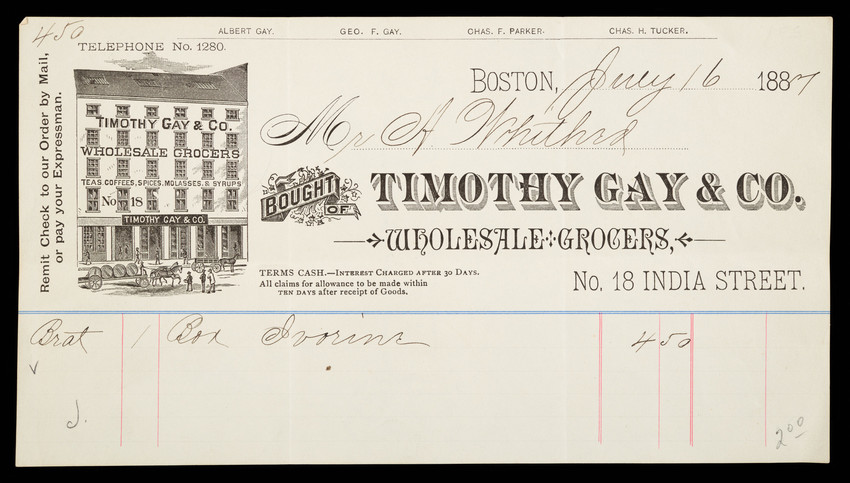 450
ALBERT GAY. GEO. F. GAY. CHAS. F. PARKER. CHAS. H. TUCKER.
TELEPHONE No. 1280.
Remit Check to our Order by Mail,
or pay your Expressman.
TIMOTHY GAY & CO.
WHOLESALE GROCERS
TEAS, COFFEES, SPICES, MOLASSES, & SYRUPS
No 18
TIMOTHY GAY & CO.
BOSTON, 16 1887
Mr A
BOUGHT OF TIMOTHY GAY & CO.
WHOLESALE GROCERS,
TERMS CASH.—INTEREST CHARGED AFTER 30 DAYS.
All claims for allowance to be made within
TEN DAYS after receipt of Goods.
No. 18 INDIA STREET.
1 Box Ivorine 450
J.
2 00